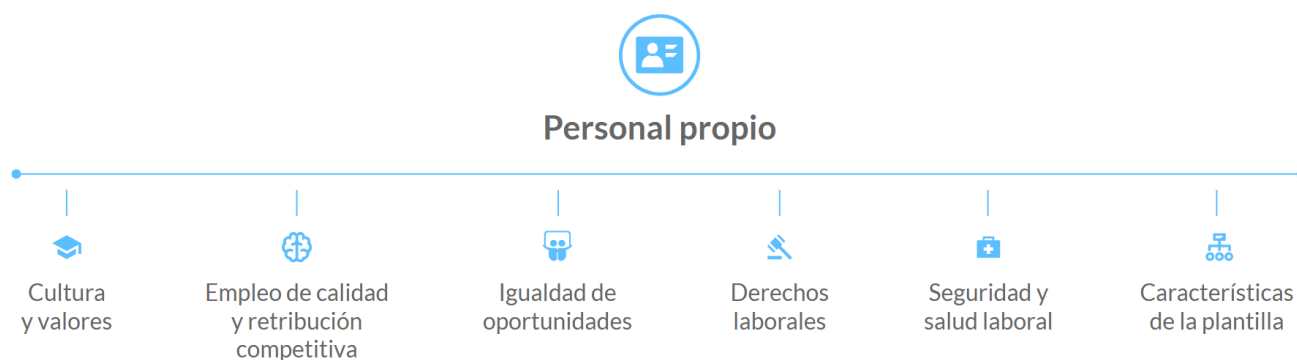 Personal propio
Cultura
y valores
Empleo de calidad
y retribución
competitiva
Igualdad de
oportunidades
Derechos
laborales
Seguridad y
salud laboral
Características
de la plantilla